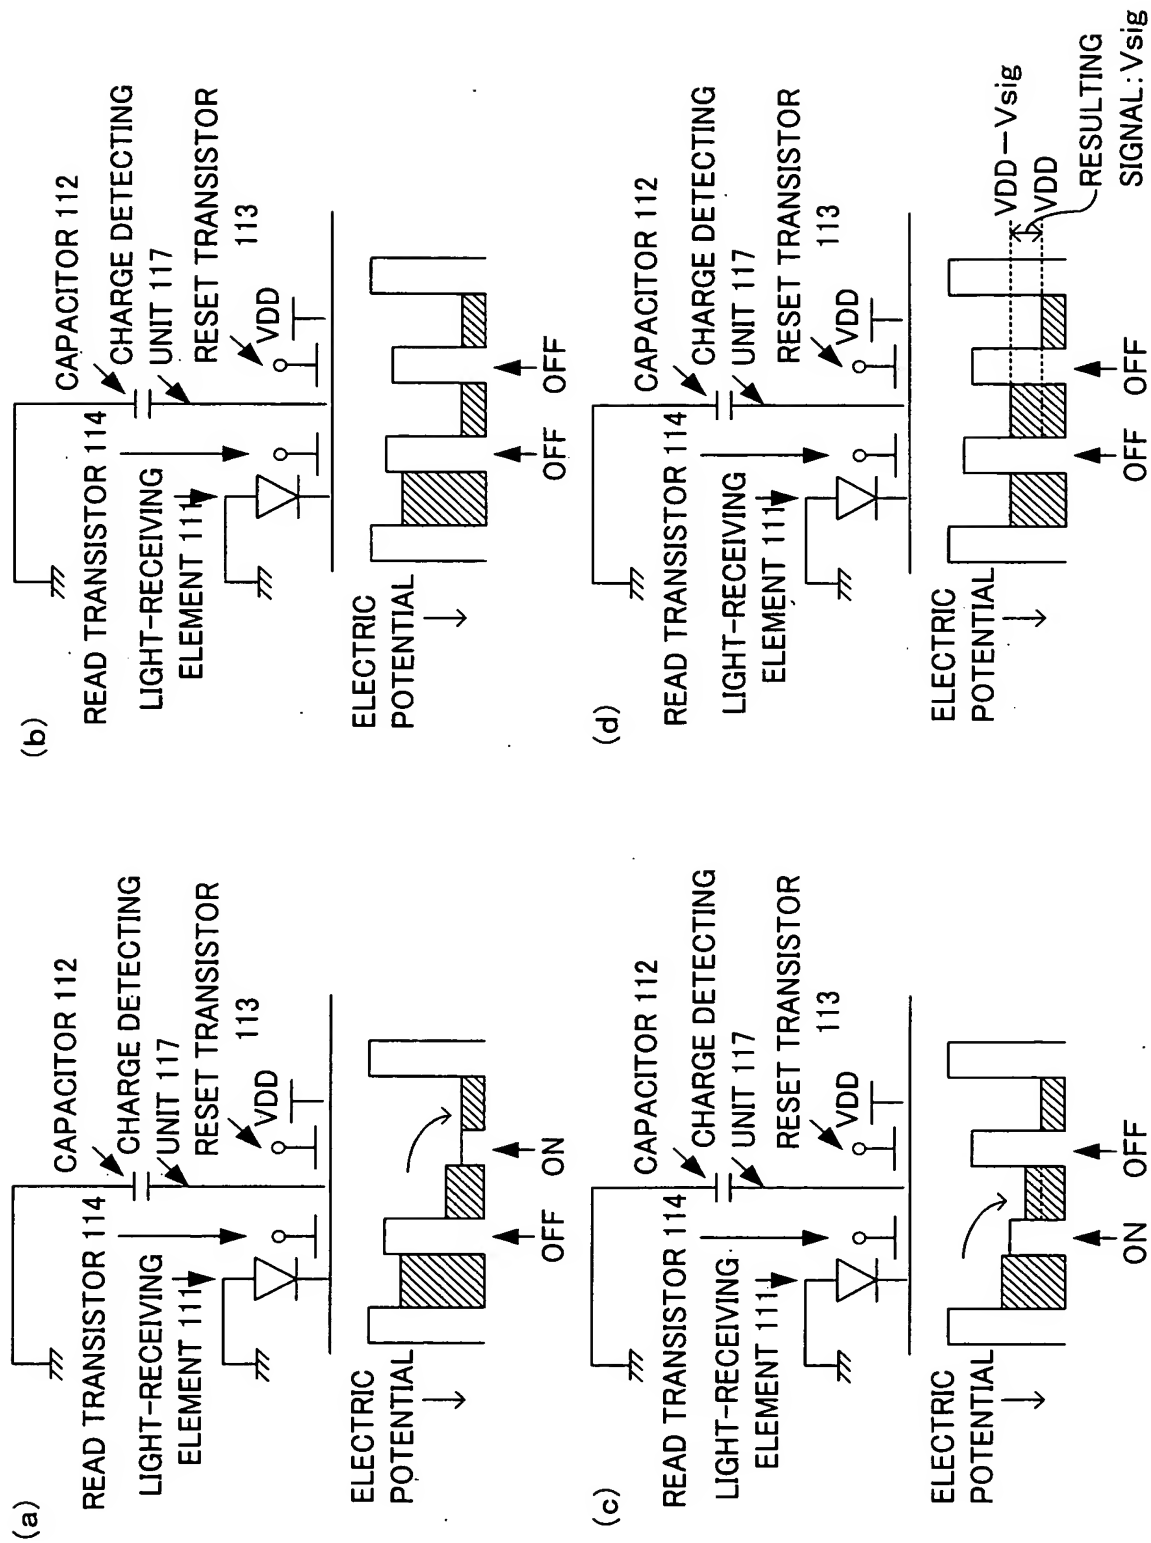 (a)
CAPACITOR 112
CHARGE DETECTING
UNIT 117
READ TRANSISTOR 114
RESET TRANSISTOR
113
LIGHT-RECEIVING
ELEMENT 111
VDD
ELECTRIC
POTENTIAL
OFF
ON
(b)
CAPACITOR 112
CHARGE DETECTING
UNIT 117
READ TRANSISTOR 114
RESET TRANSISTOR
113
LIGHT-RECEIVING
ELEMENT 111
VDD
ELECTRIC
POTENTIAL
OFF
OFF
(c)
CAPACITOR 112
CHARGE DETECTING
UNIT 117
READ TRANSISTOR 114
RESET TRANSISTOR
113
LIGHT-RECEIVING
ELEMENT 111
VDD
ELECTRIC
POTENTIAL
ON
OFF
(d)
CAPACITOR 112
CHARGE DETECTING
UNIT 117
READ TRANSISTOR 114
RESET TRANSISTOR
113
LIGHT-RECEIVING
ELEMENT 111
VDD
ELECTRIC
POTENTIAL
VDD-Vsig
VDD
RESULTING
SIGNAL:Vsig
OFF
OFF